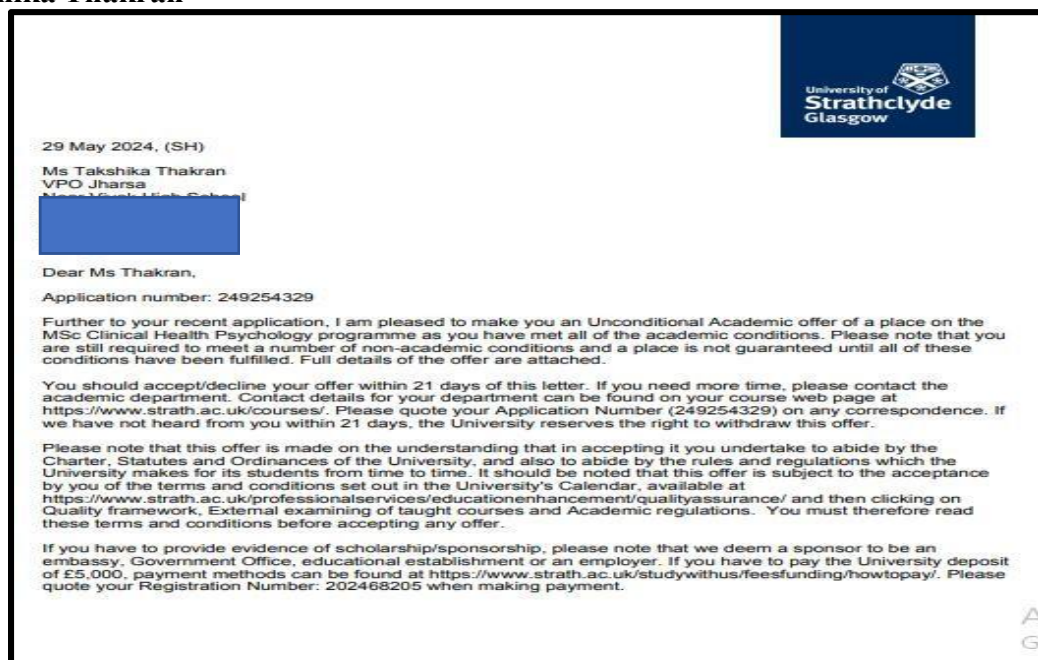 Thakran
University of
Strathclyde
Glasgow
29 May 2024, (SH)
Ms Takshika Thakran
VPO Jharsa
School
Dear Ms Thakran,
Application number: 249254329
Further to your recent application, I am pleased to make you an Unconditional Academic offer of a place on the
MSc Clinical Health Psychology programme as you have met all of the academic conditions. Please note that you
are still required to meet a number of non-academic conditions and a place is not guaranteed until all of these
conditions have been fulfilled. Full details of the offer are attached.
You should accept/decline your offer within 21 days of this letter. If you need more time, please contact the
academic department. Contact details for your department can be found on your course web page at
https://www.strath.ac.uk/courses/. Please quote your Application Number (249254329) on any correspondence. If
we have not heard from you within 21 days, the University reserves the right to withdraw this offer.
Please note that this offer is made on the understanding that in accepting it you undertake to abide by the
Charter, Statutes and Ordinances of the University, and also to abide by the rules and regulations which the
University makes for its students from time to time. It should be noted that this offer is subject to the acceptance
by you of the terms and conditions set out in the University's Calendar, available at
https://www.strath.ac.uk/professionalservices/educationenhancement/qualityassurance/ and then clicking on
Quality framework, External examining of taught courses and Academic regulations. You must therefore read
these terms and conditions before accepting any offer.
If you have to provide evidence of scholarship/sponsorship, please note that we deem a sponsor to be an
embassy, Government Office, educational establishment or an employer. If you have to pay the University deposit
of £5,000, payment methods can be found at https://www.strath.ac.uk/studywithus/feesfunding/howtopay/. Please
quote your Registration Number: 202468205 when making payment.
A
G